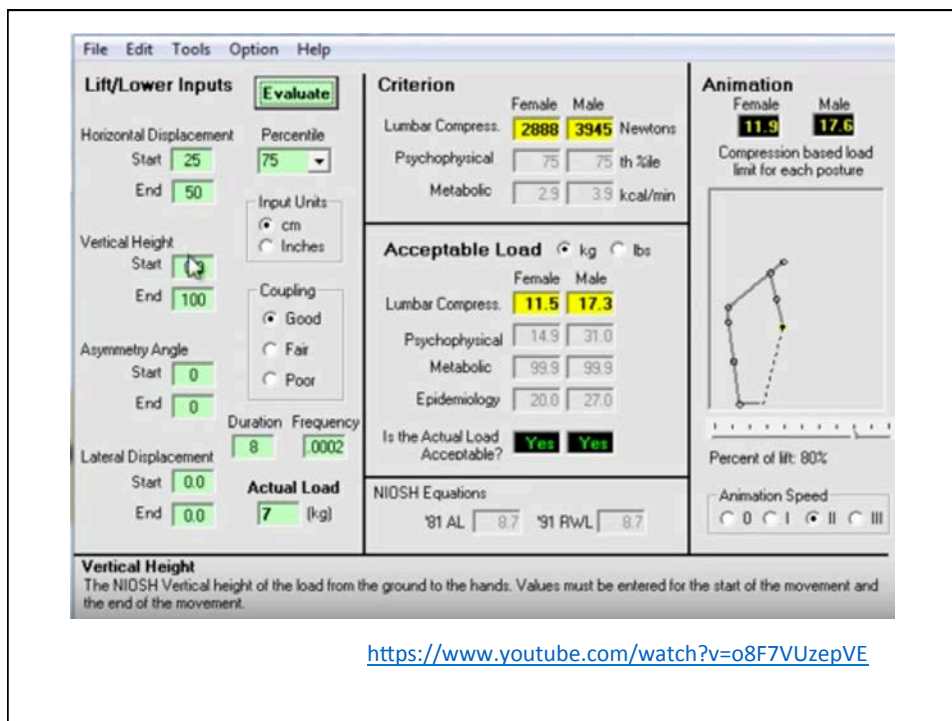 File Edit Tools Option Help
Lift/Lower Inputs
Evaluate
Horizontal Displacement
Start 25
End 50
Percentile
75
Input Units
cm
Inches
Vertical Height
Start
End 100
Coupling
Good
Fair
Poor
Asymmetry Angle
Start 0
End 0
Duration Frequency
8 .0002
Lateral Displacement
Start 0.0
End 0.0
Actual Load
7 (kg)
Criterion
Female Male
Lumbar Compress. 2888 3945 Newtons
Psychophysical 75 75 th %ile
Metabolic 2.9 3.9 kcal/min
Acceptable Load kg lbs
Female Male
Lumbar Compress. 11.5 17.3
Psychophysical 14.9 31.0
Metabolic 99.9 99.9
Epidemiology 20.0 27.0
Is the Actual Load
Acceptable? Yes Yes
NIOSH Equations
'81 AL 8.7 '91 RWL 8.7
Animation
Female Male
11.9 17.6
Compression based load
limit for each posture
Percent of lift: 80%
Animation Speed
0 I II III
Vertical Height
The NIOSH Vertical height of the load from the ground to the hands. Values must be entered for the start of the movement and
the end of the movement.
https://www.youtube.com/watch?v=o8F7VUzepVE